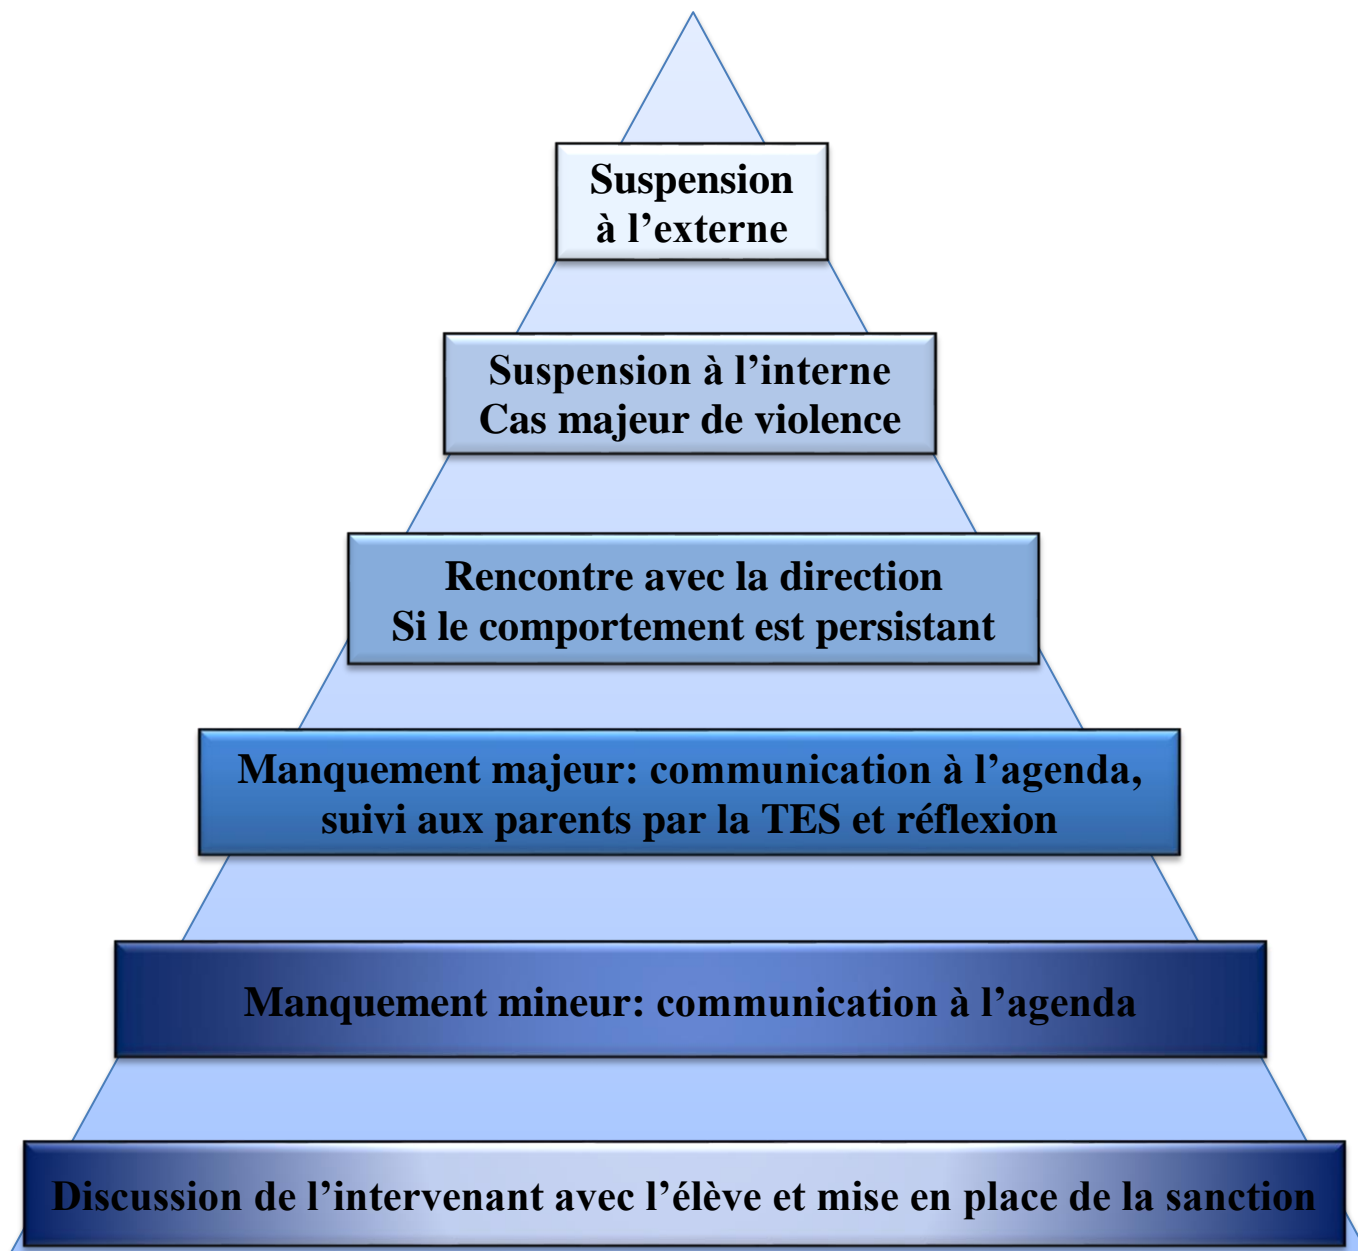 Suspension
à l’externe
Suspension à l’interne
Cas majeur de violence
Rencontre avec la direction
Si le comportement est persistant
Manquement majeur: communication à l’agenda,
suivi aux parents par la TES et réflexion
Manquement mineur: communication à l’agenda
Discussion de l’intervenant avec l’élève et mise en place de la sanction